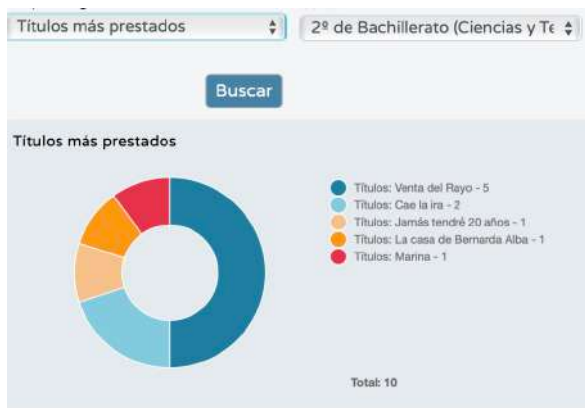 Títulos más prestados
2º de Bachillerato (Ciencias y Te
Buscar
Títulos más prestados
Títulos: Venta del Rayo - 5
Títulos: Cae la ira - 2
Títulos: Jamás tendré 20 años - 1
Títulos: La casa de Bernarda Alba - 1
Títulos: Marina - 1
Total: 10